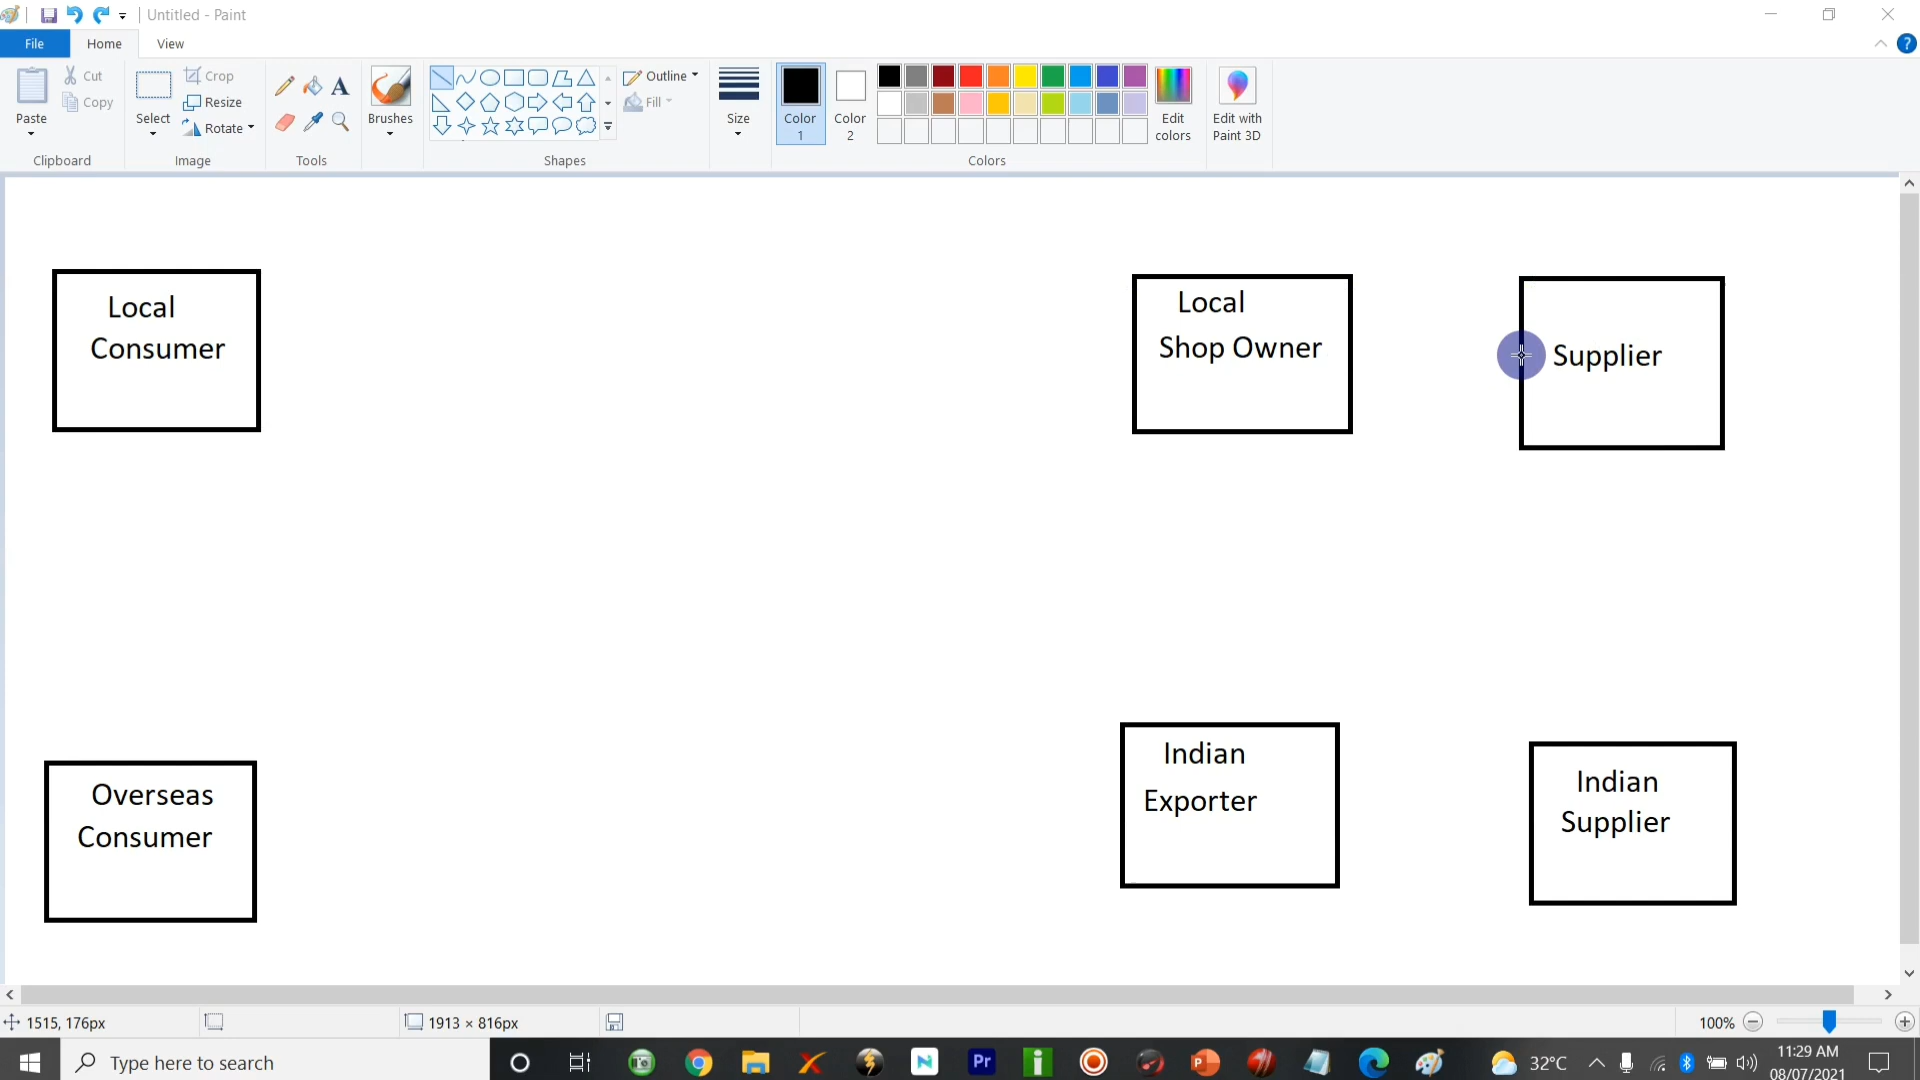 Untitled - Paint
File
Home
View
Paste
Cut
Copy
Clipboard
Select
Crop
Resize
Rotate
Image
Tools
Brushes
Outline
Fill
Shapes
Size
Color
1
Color
2
Edit
colors
Edit with
Paint 3D
Colors
Local
Consumer
Local
Shop Owner
Supplier
Overseas
Consumer
Indian
Exporter
Indian
Supplier
1515, 176px
1913 × 816px
100%
Type here to search
Pr
32°C
11:29 AM
08/07/2021